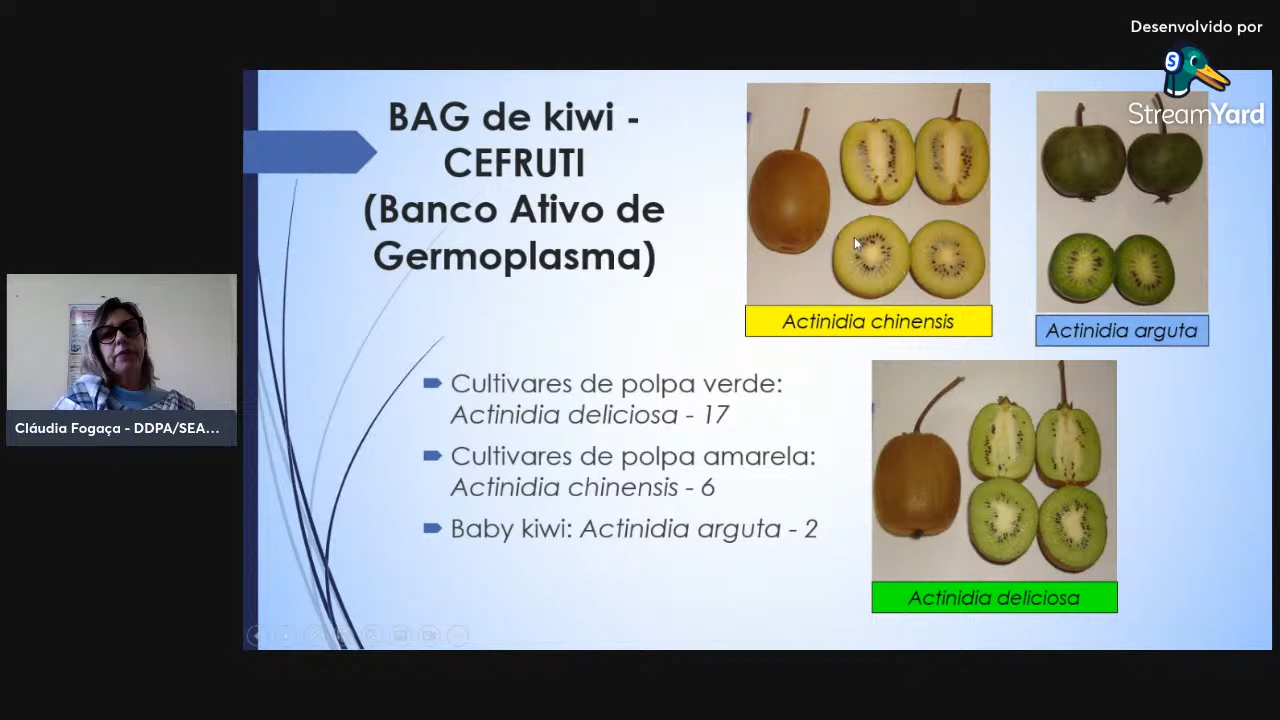 Desenvolvido por
StreamYard
BAG de kiwi -
CEFRUTI
(Banco Ativo de
Germoplasma)
Actinidia chinensis
Actinidia arguta
Cultivares de polpa verde:
Actinidia deliciosa - 17
Cultivares de polpa amarela:
Actinidia chinensis - 6
Baby kiwi: Actinidia arguta - 2
Actinidia deliciosa
Cláudia Fogaça - DDPA/SEA...